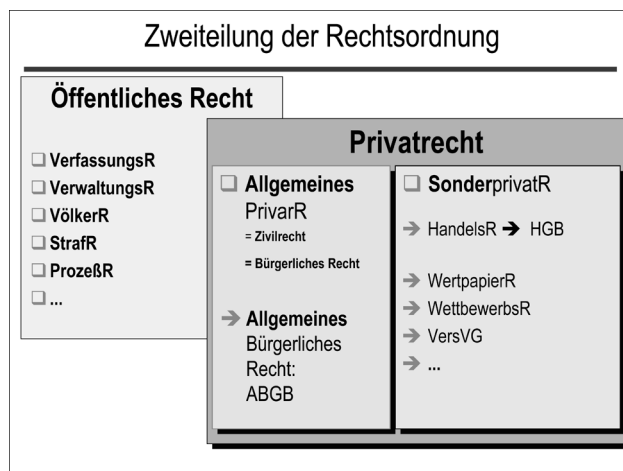 Zweiteilung der Rechtsordnung
Öffentliches Recht
VerfassungsR
VerwaltungsR
VölkerR
StrafR
ProzeßR
...
Privatrecht
Allgemeines
PrivarR
= Zivilrecht
= Bürgerliches Recht
➔ Allgemeines
Bürgerliches
Recht:
ABGB
SonderprivatR
➔ HandelsR ➔ HGB
➔ WertpapierR
➔ WettbewerbsR
➔ VersVG
➔ ...